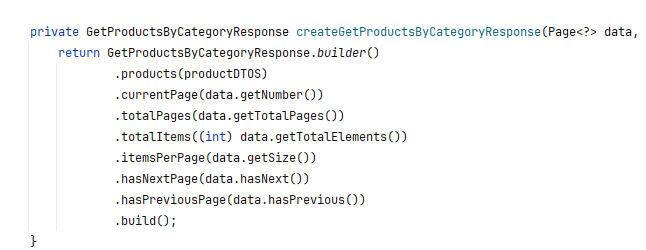 private GetProductsByCategoryResponse createGetProductsByCategoryResponse(Page<?> data,
return GetProductsByCategoryResponse.builder()
.products(productDTOS)
.currentPage(data.getNumber())
.totalPages(data.getTotalPages())
.totalItems((int) data.getTotalElements())
.itemsPerPage(data.getSize())
.hasNextPage(data.hasNext())
.hasPreviousPage(data.hasPrevious())
.build();
}